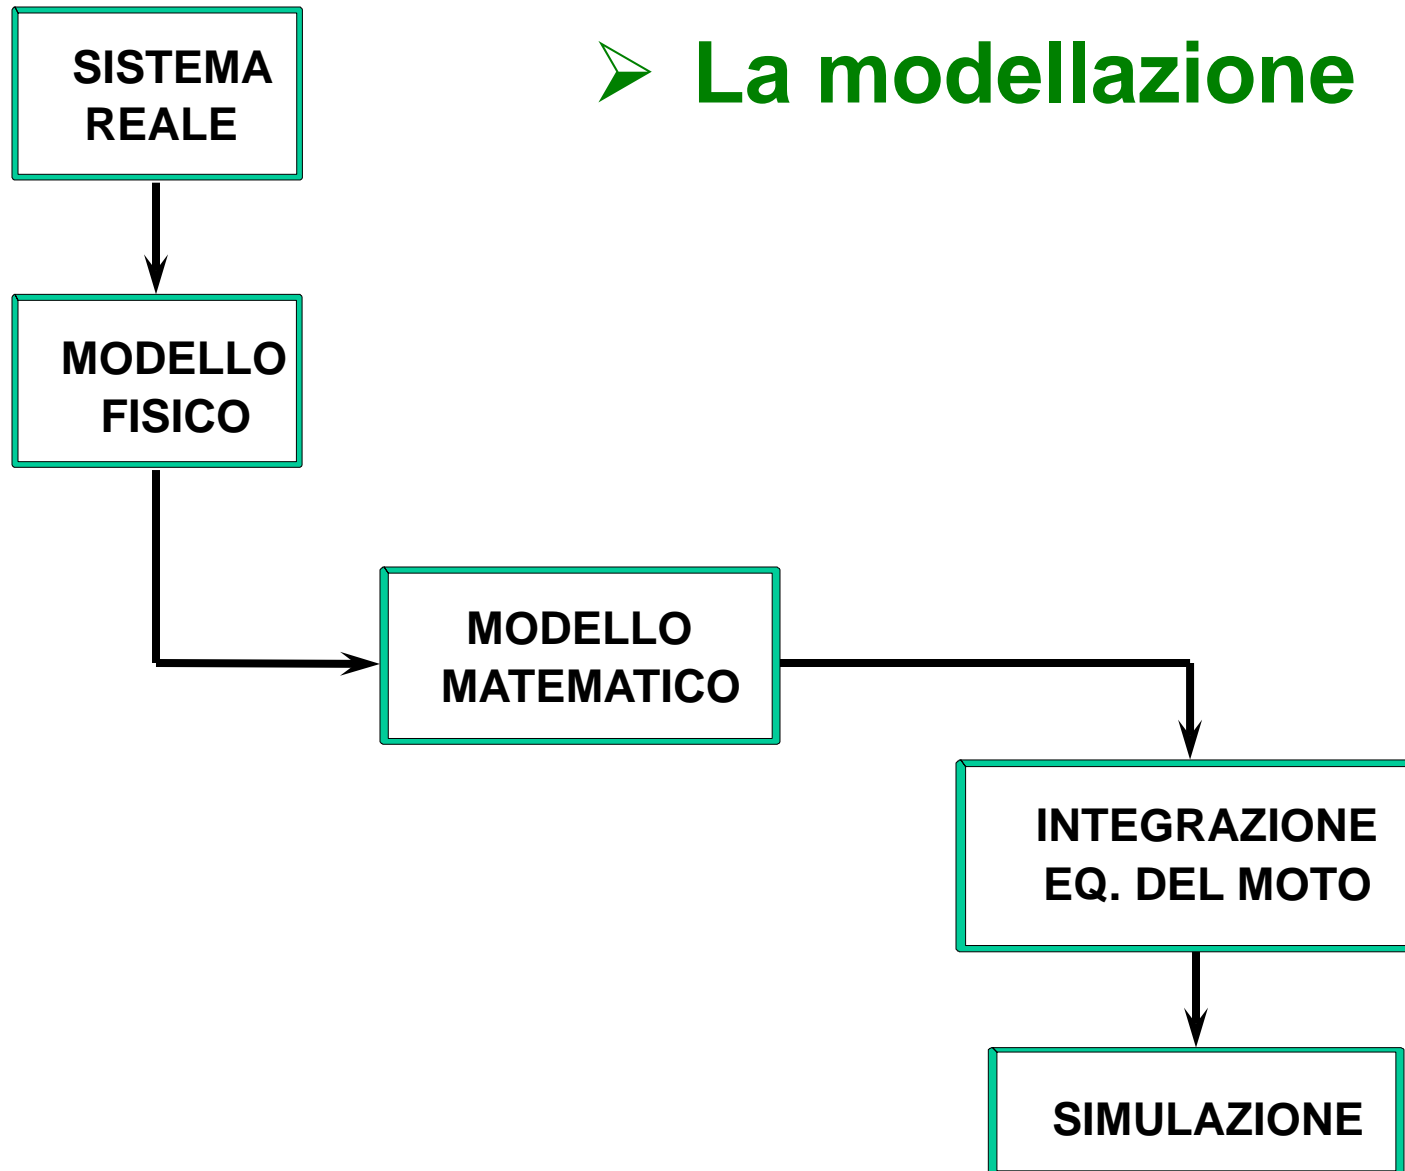 La modellazione
SISTEMA
REALE
MODELLO
FISICO
MODELLO
MATEMATICO
INTEGRAZIONE
EQ. DEL MOTO
SIMULAZIONE